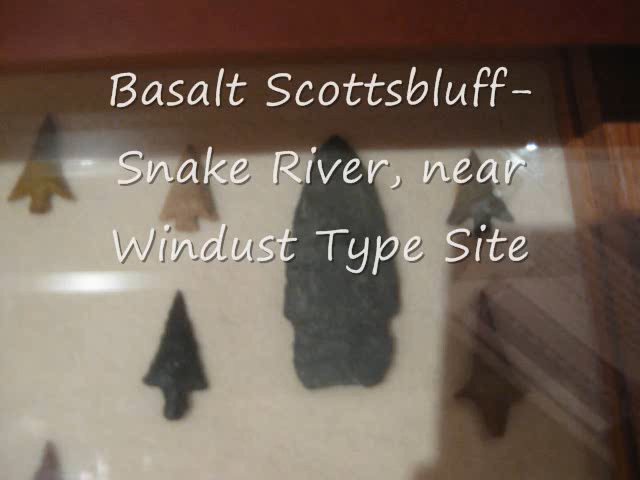 Basalt Scottsbluff-
Snake River, near
Windust Type Site